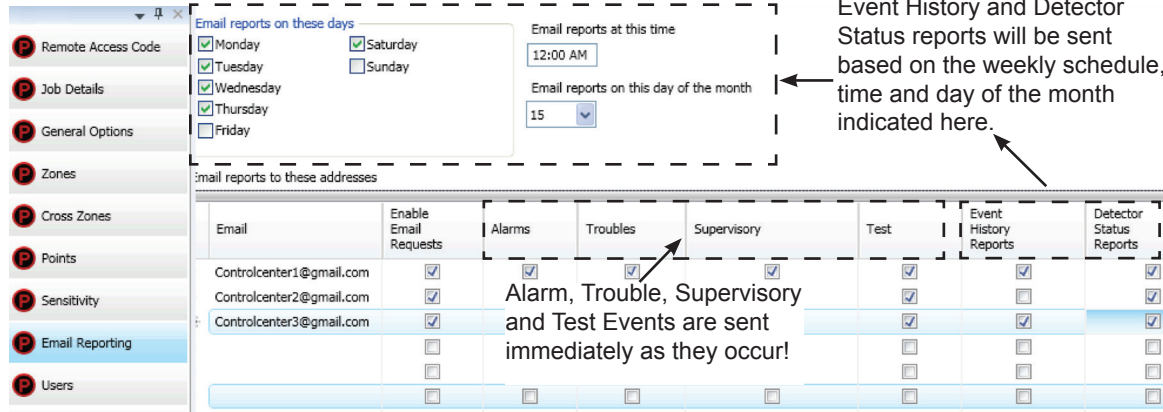 Remote Access Code
Job Details
General Options
Zones
Cross Zones
Points
Sensitivity
Email Reporting
Users
Email reports on these days
Monday
Tuesday
Wednesday
Thursday
Friday
Saturday
Sunday
Email reports at this time
12:00 AM
Email reports on this day of the month
15
Event History and Detector
Status reports will be sent
based on the weekly schedule,
time and day of the month
indicated here.
Email reports to these addresses
Email
Enable
Email
Requests
Alarms
Troubles
Supervisory
Test
Event
History
Reports
Detector
Status
Reports
Controlcenter1@gmail.com
Controlcenter2@gmail.com
Controlcenter3@gmail.com
Alarm, Trouble, Supervisory
and Test Events are sent
immediately as they occur!